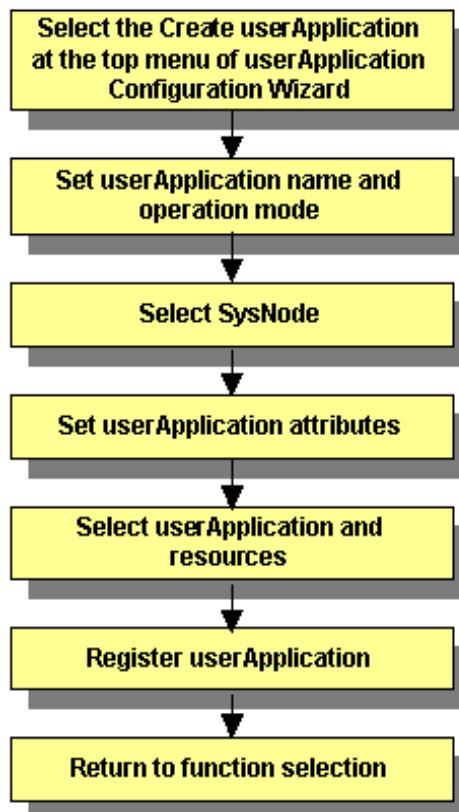 Select the Create userApplication
at the top menu of userApplication
Configuration Wizard
Set userApplication name and
operation mode
Select SysNode
Set userApplication attributes
Select userApplication and
resources
Register userApplication
Return to function selection